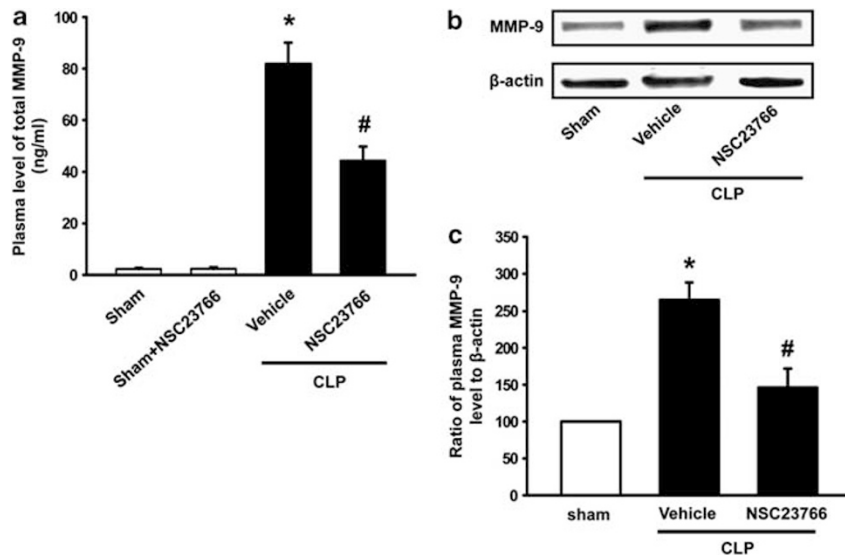 a
Plasma level of total MMP-9
(ng/ml)
100
80
60
40
20
0
*
#
Sham
Sham+NSC23766
Vehicle
NSC23766
CLP
b
MMP-9
β-actin
Sham
Vehicle
NSC23766
CLP
c
Ratio of plasma MMP-9
level to β-actin
350
300
250
200
150
100
50
0
*
#
sham
Vehicle
NSC23766
CLP